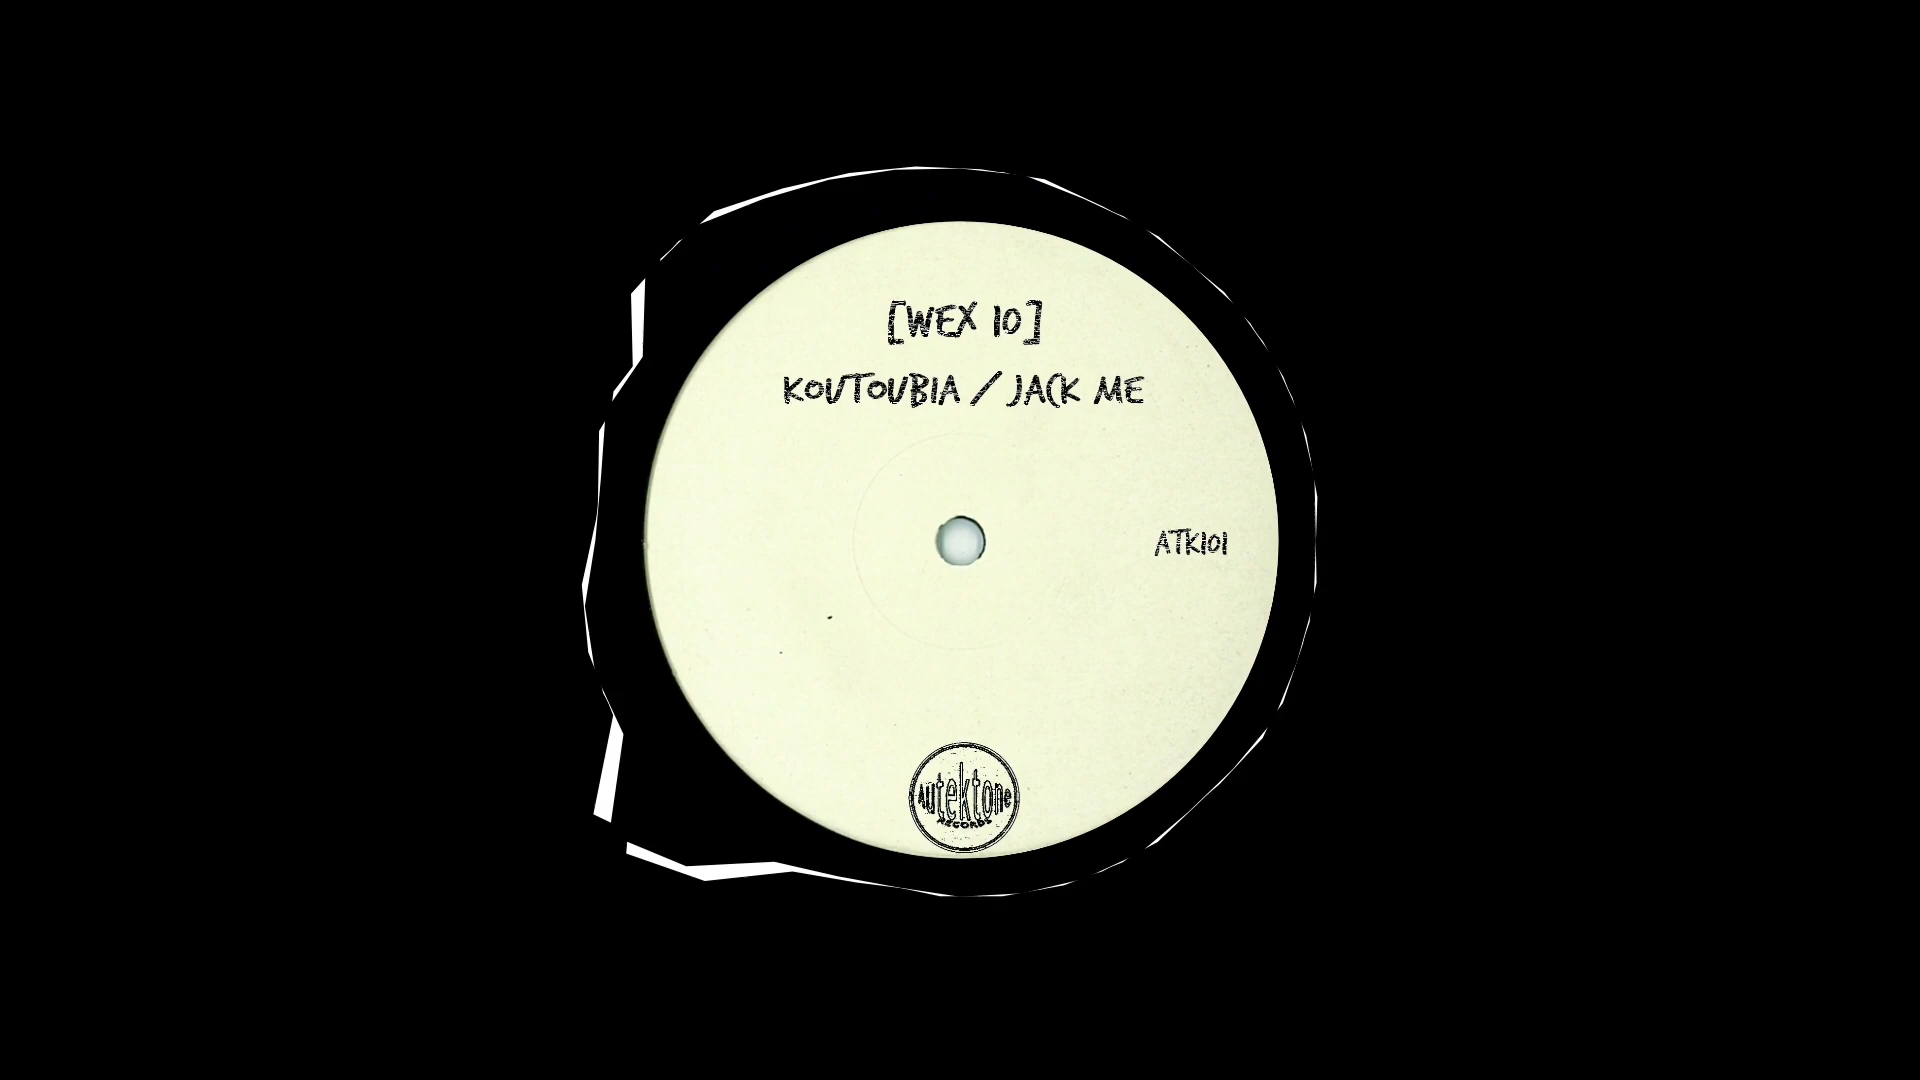 [WEX 10]
KOUTOUBIA / JACK ME
ATK101
Autektone
RECORDS